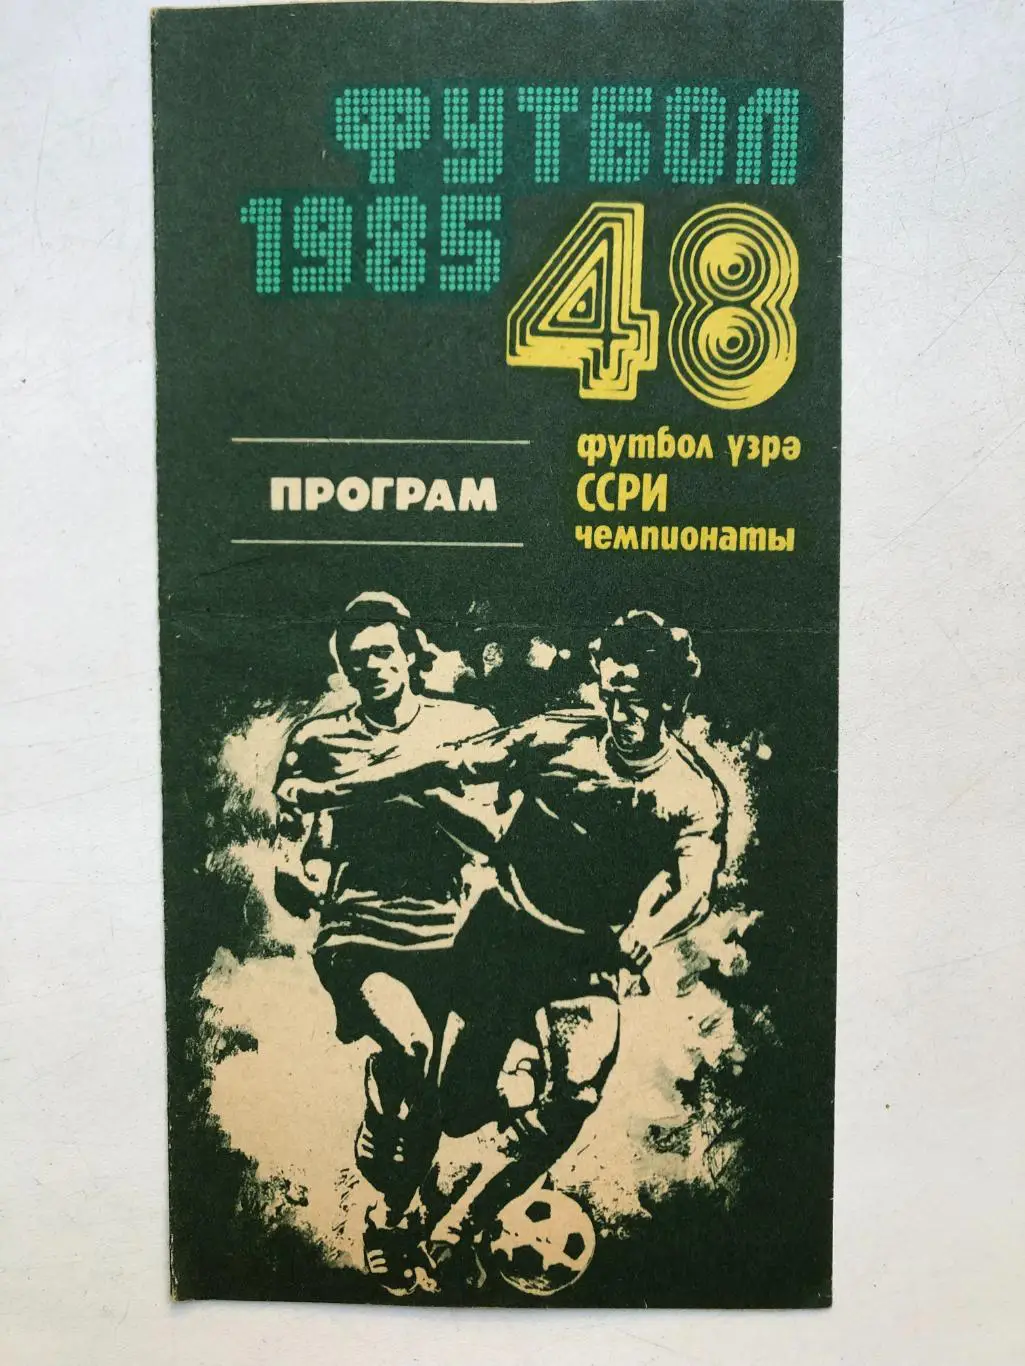 ФУТБОЛ
1985
48
футбол үзрә
ССРИ
чемпионаты
ПРОГРАМ